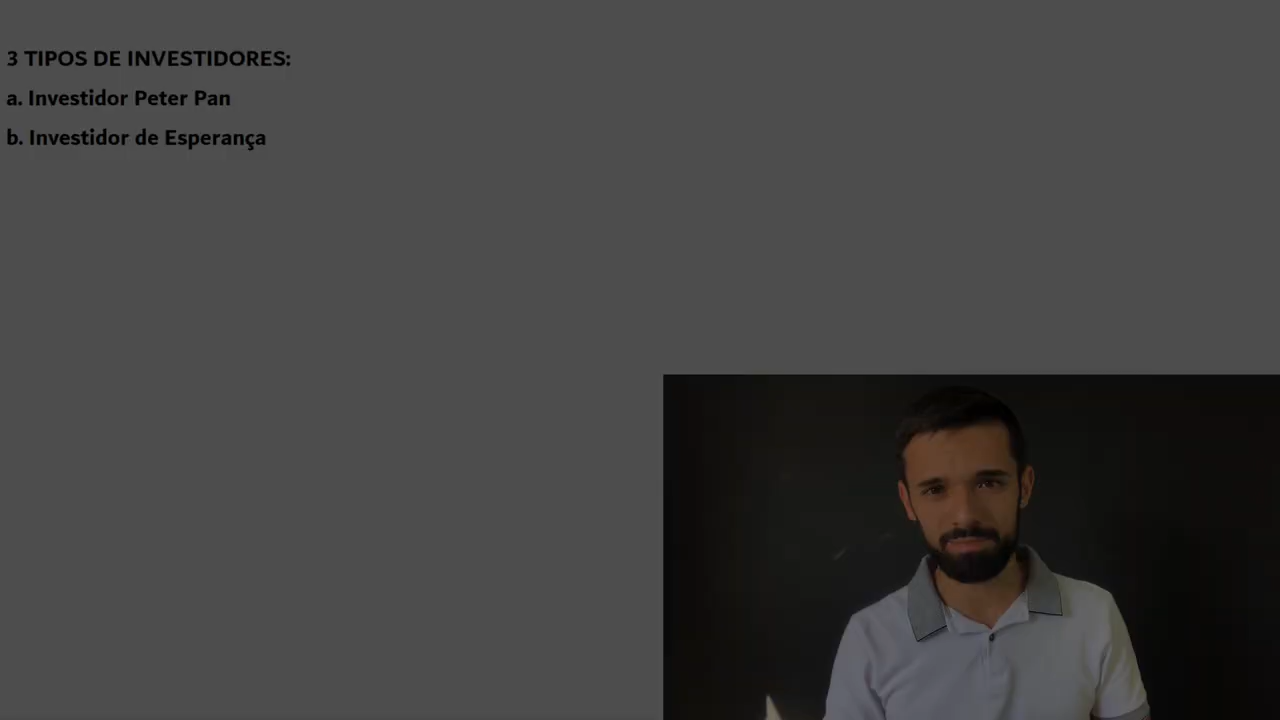 3 TIPOS DE INVESTIDORES:
a. Investidor Peter Pan
b. Investidor de Esperança